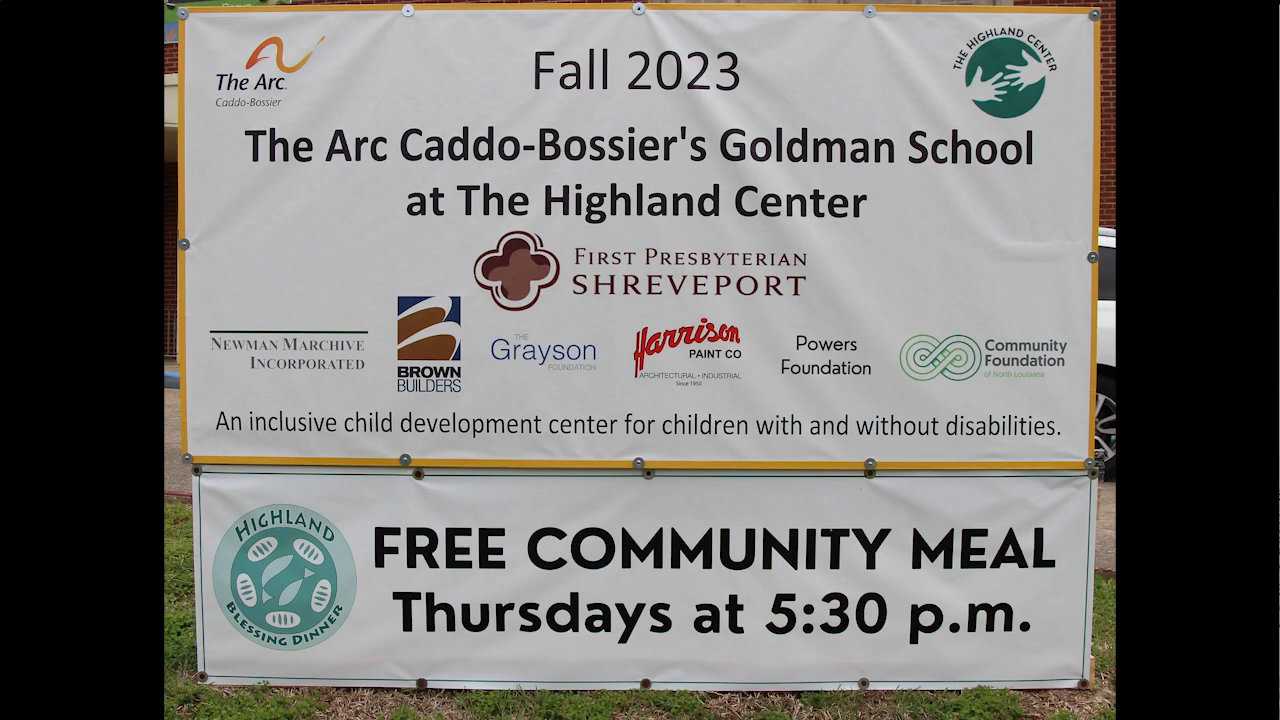 The Arc
Caddo-Bossier
Fall 2023
THE HIGHLAND CENTER
The Arc Caddo-Bossier's Goldman School
at The Highland Center
FIRST PRESBYTERIAN
SHREVEPORT
NEWMAN MARCHIVE
INCORPORATED
BROWN
BUILDERS
THE
Grayson
FOUNDATION
Harrison
PAINT CO
ARCHITECTURAL • INDUSTRIAL
Since 1950
Powers
Foundation
Community
Foundation
of North Louisiana
An inclusive child development center for children with and without disabilities.
HIGHLAND
BLESSING DINNER
FREE COMMUNITY MEAL
Thursdays at 5:30 p.m.